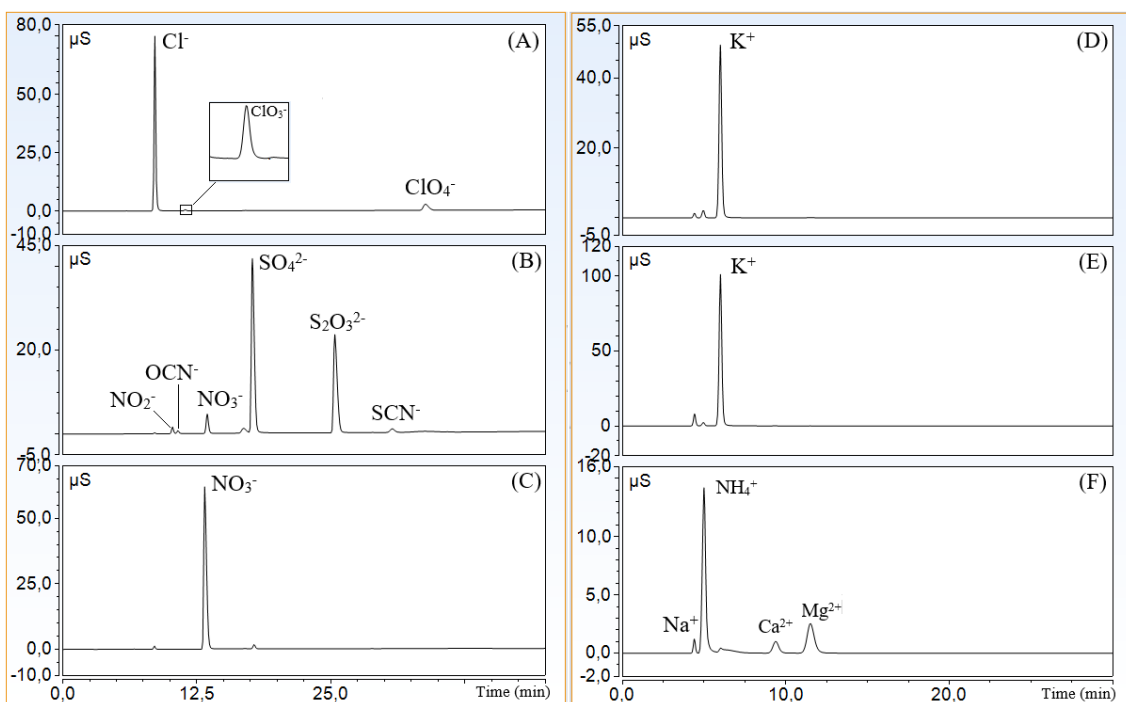 80,0
µS
Cl⁻
(A)
50,0
ClO₃⁻
25,0
ClO₄⁻
0,0
-10,0
45,0
µS
SO₄²⁻
(B)
S₂O₃²⁻
20,0
OCN⁻
NO₂⁻
NO₃⁻
SCN⁻
-5,0
70,0
µS
NO₃⁻
(C)
50,0
25,0
0,0
-10,0
0,0
12,5
25,0
Time (min)
55,0
µS
K⁺
(D)
40,0
20,0
-5,0
120
µS
K⁺
(E)
100
50
0
-20
16,0
µS
NH₄⁺
(F)
10,0
5,0
Na⁺
Ca²⁺
Mg²⁺
0,0
-2,0
0,0
10,0
20,0
Time (min)